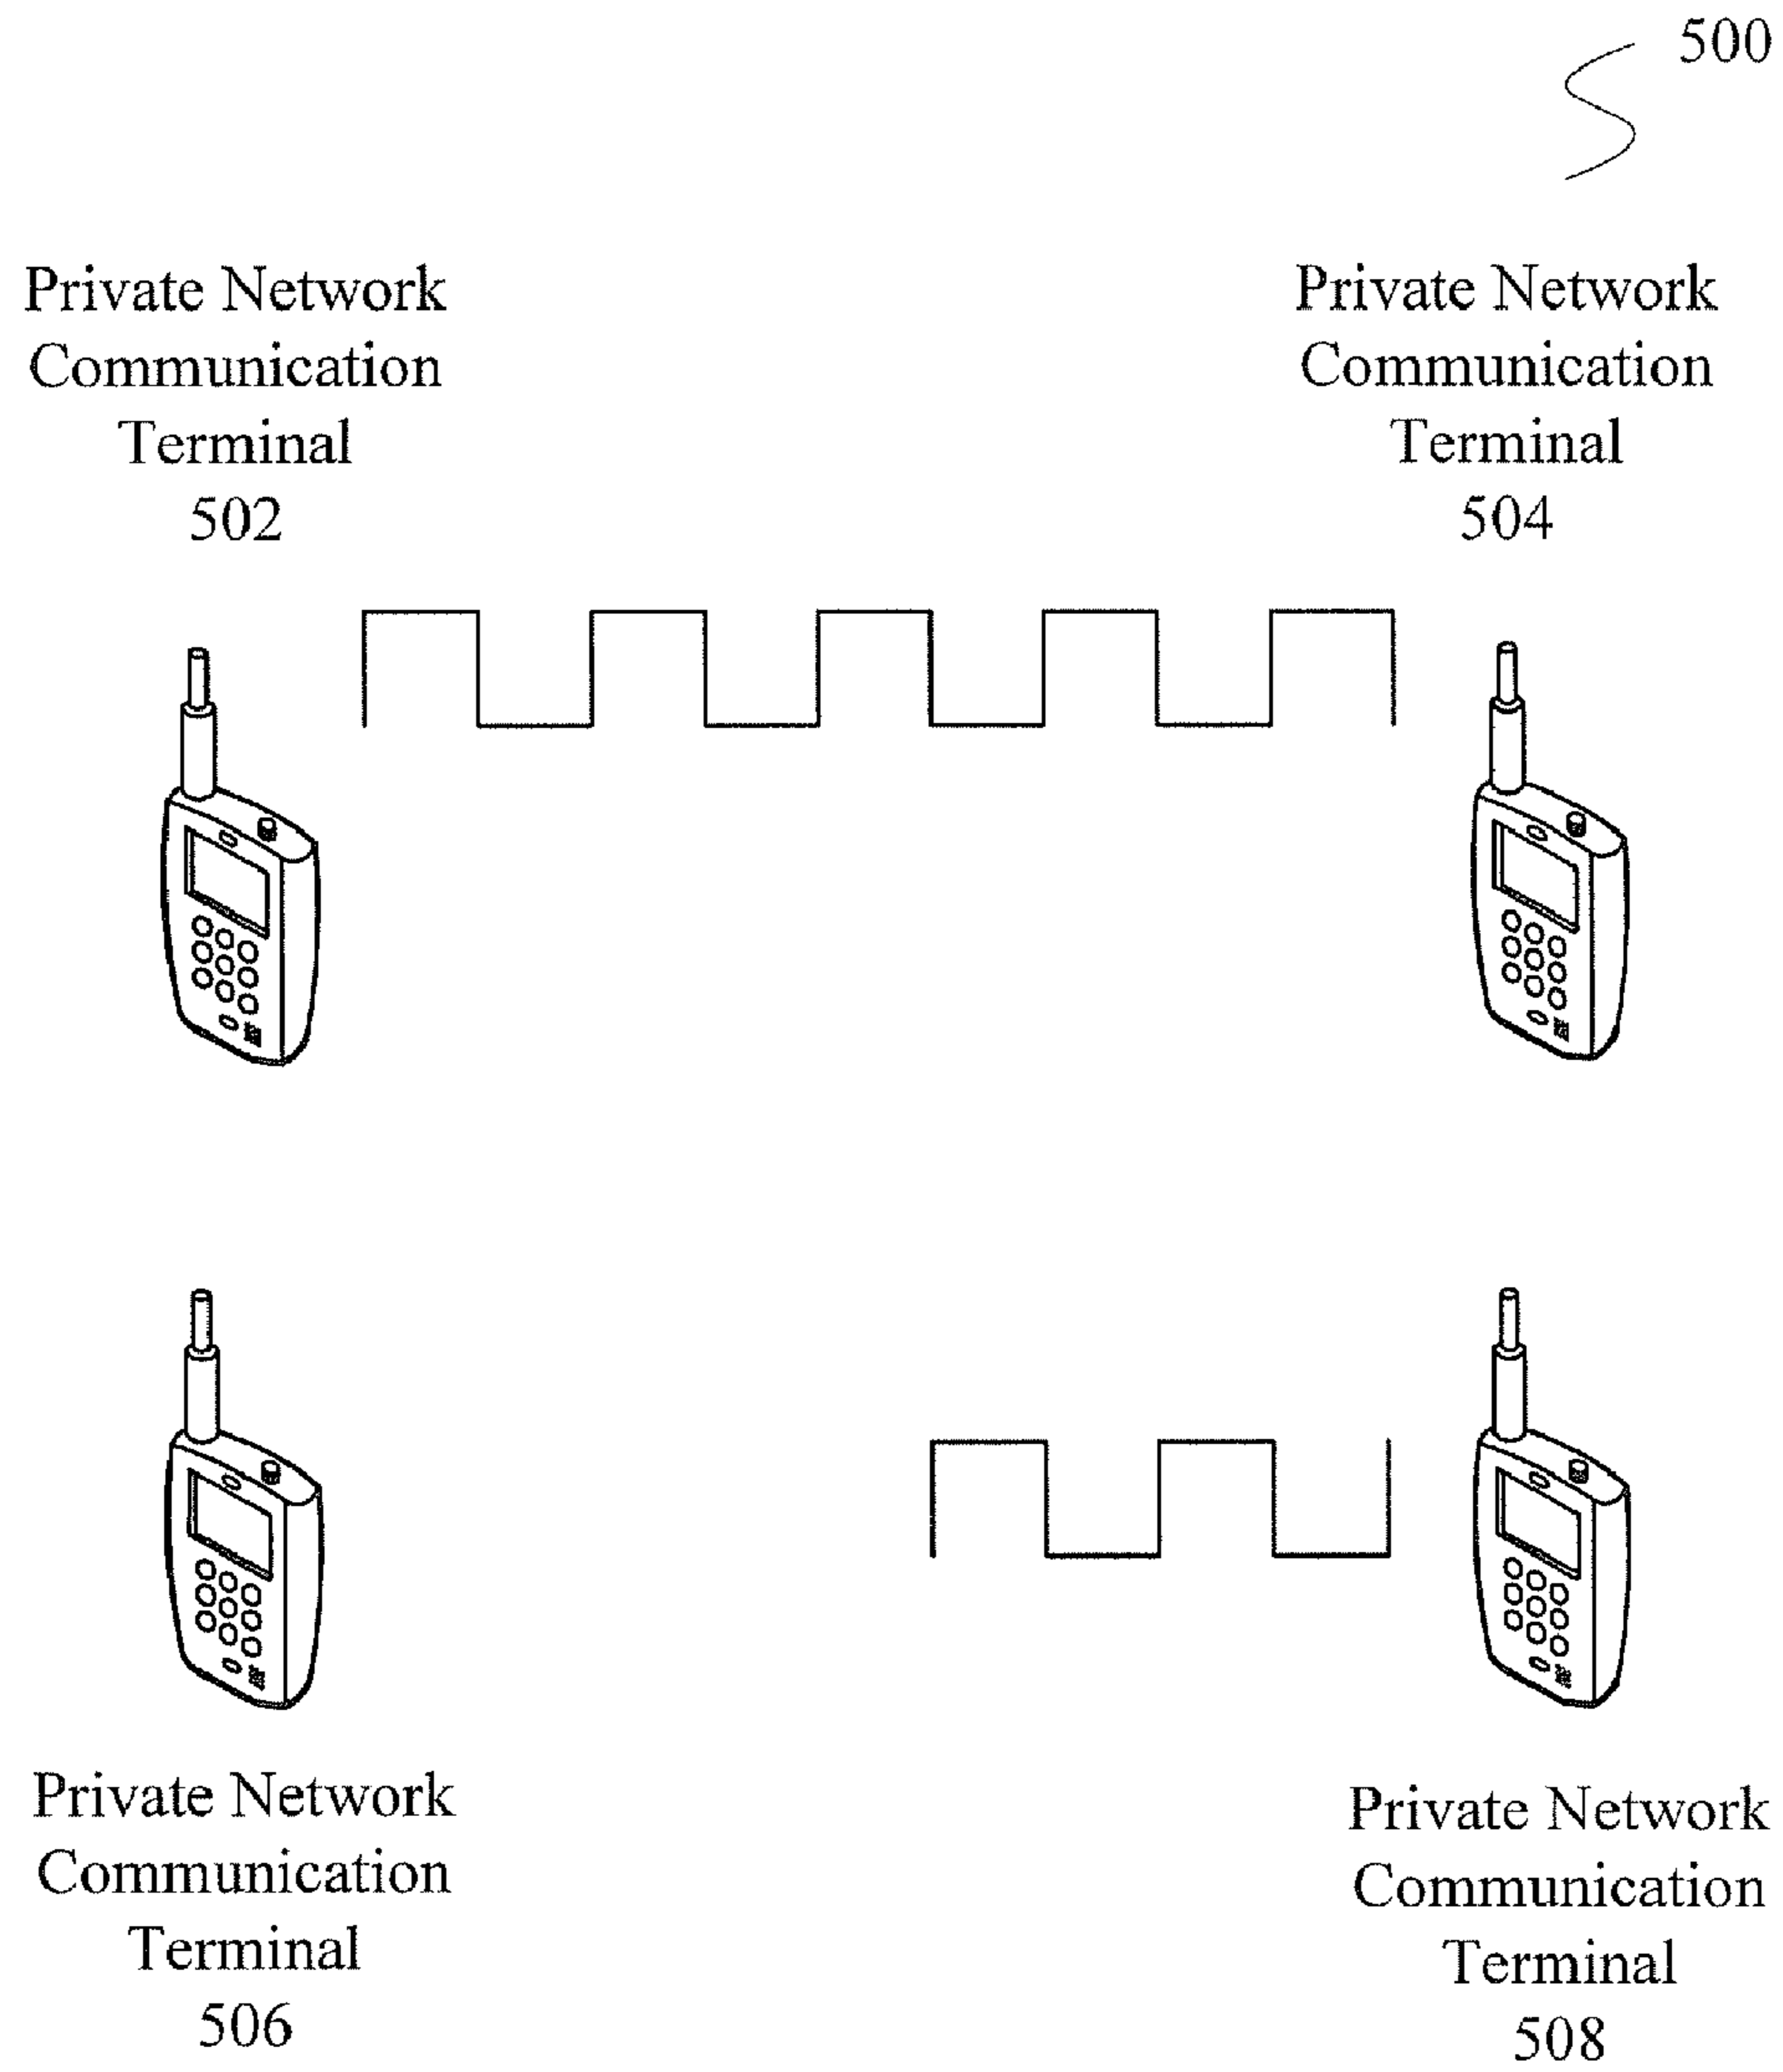 500
Private Network
Communication
Terminal
502
Private Network
Communication
Terminal
504
Private Network
Communication
Terminal
506
Private Network
Communication
Terminal
508